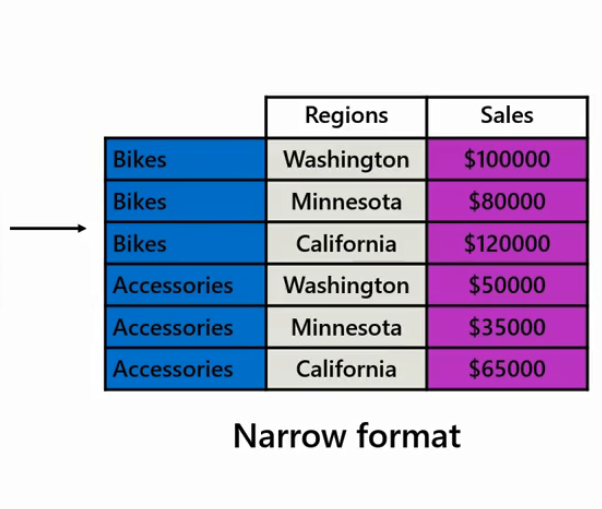 Regions Sales
Bikes Washington $100000
Bikes Minnesota $80000
Bikes California $120000
Accessories Washington $50000
Accessories Minnesota $35000
Accessories California $65000
Narrow format